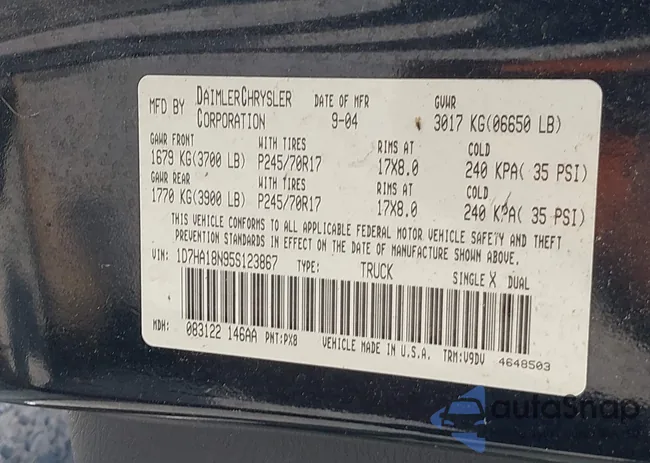 MFD BY DAIMLERCHRYSLER CORPORATION DATE OF MFR 9-04 GVWR 3017 KG(06650 LB)
GAWR FRONT WITH TIRES RIMS AT COLD
1679 KG(3700 LB) P245/70R17 17X8.0 240 KPA( 35 PSI)
GAWR REAR WITH TIRES RIMS AT COLD
1770 KG(3900 LB) P245/70R17 17X8.0 240 KPA( 35 PSI)
THIS VEHICLE CONFORMS TO ALL APPLICABLE FEDERAL MOTOR VEHICLE SAFETY AND THEFT
PREVENTION STANDARDS IN EFFECT ON THE DATE OF MANUFACTURE SHOWN ABOVE.
VIN: 1D7HA18N95S123867 TYPE: TRUCK SINGLE X DUAL
MDH: 083122 146AA PNT:PX8 VEHICLE MADE IN U.S.A. TRM:V9DV 4648503
autoSnap